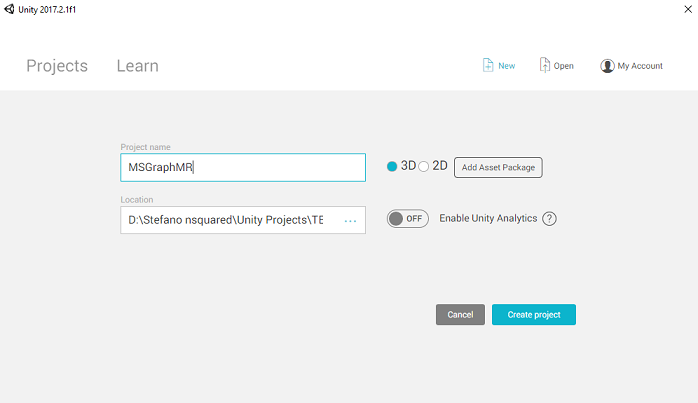 Unity 2017.2.1f1
Projects Learn New Open My Account
Project name
MSGraphMR 3D 2D Add Asset Package
Location
D:\Stefano nsquared\Unity Projects\TE ... OFF Enable Unity Analytics ?
Cancel Create project